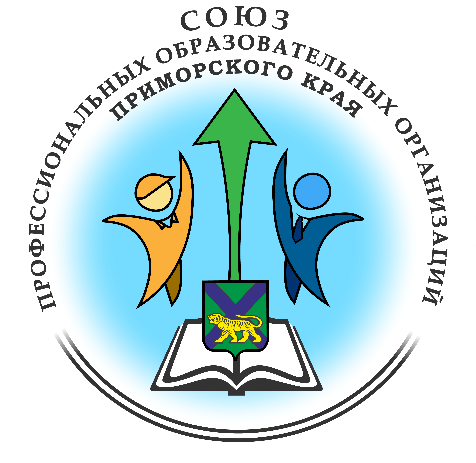 СОЮЗ
ПРОФЕССИОНАЛЬНЫХ ОБРАЗОВАТЕЛЬНЫХ ОРГАНИЗАЦИЙ
ПРИМОРСКОГО КРАЯ